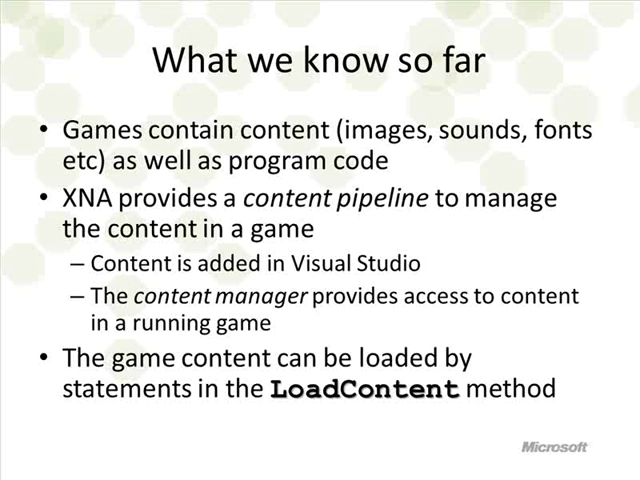 What we know so far
• Games contain content (images, sounds, fonts
etc) as well as program code
• XNA provides a content pipeline to manage
the content in a game
– Content is added in Visual Studio
– The content manager provides access to content
in a running game
• The game content can be loaded by
statements in the LoadContent method
Microsoft